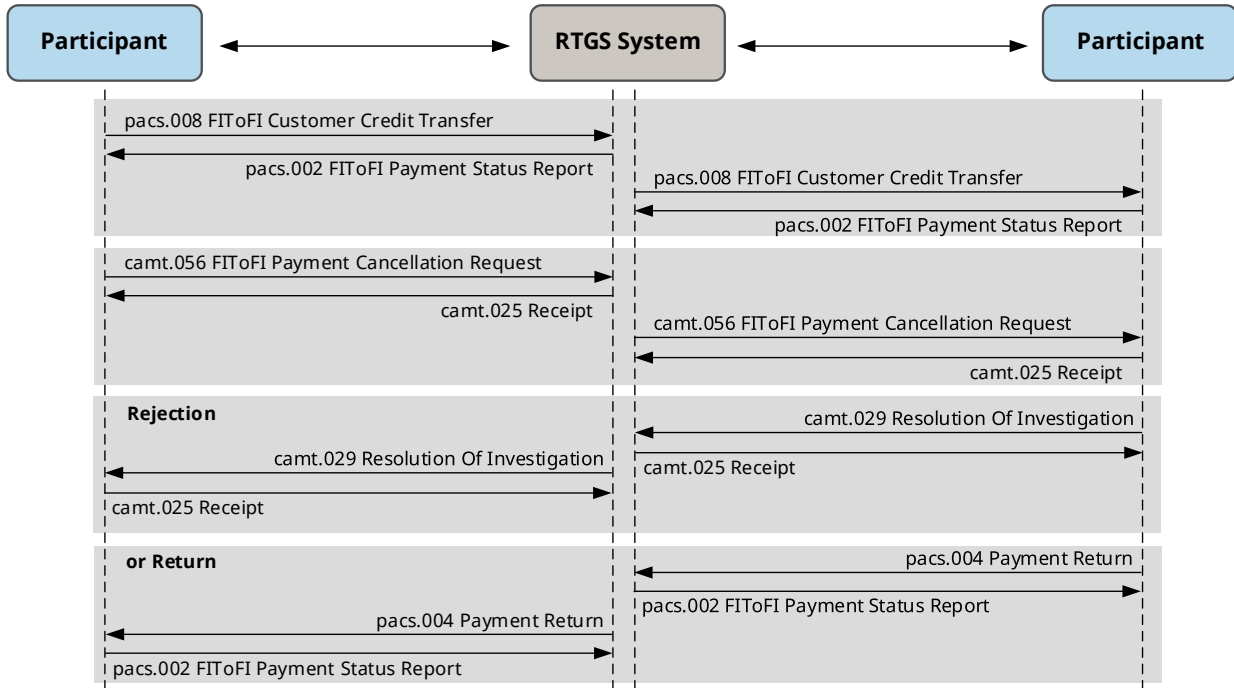 Participant
RTGS System
Participant
pacs.008 FIToFI Customer Credit Transfer
pacs.002 FIToFI Payment Status Report
pacs.008 FIToFI Customer Credit Transfer
pacs.002 FIToFI Payment Status Report
camt.056 FIToFI Payment Cancellation Request
camt.025 Receipt
camt.056 FIToFI Payment Cancellation Request
camt.025 Receipt
Rejection
camt.029 Resolution Of Investigation
camt.025 Receipt
camt.029 Resolution Of Investigation
camt.025 Receipt
or Return
pacs.004 Payment Return
pacs.002 FIToFI Payment Status Report
pacs.004 Payment Return
pacs.002 FIToFI Payment Status Report